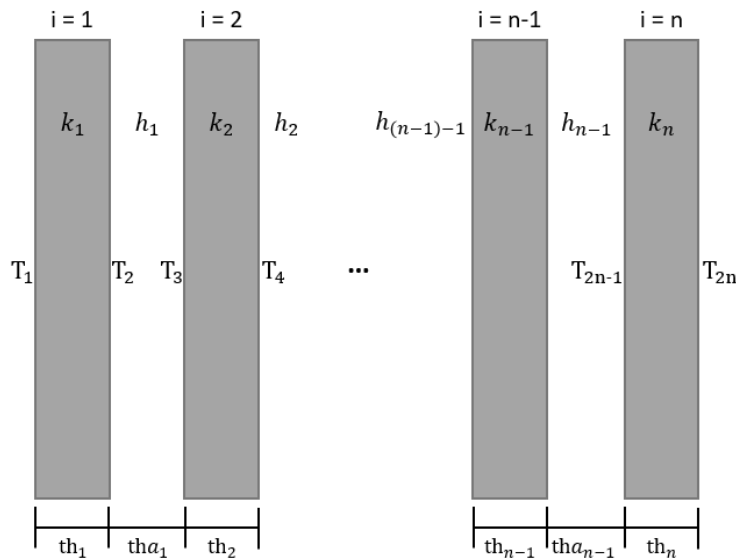 i = 1 i = 2 i = n-1 i = n
k₁ h₁ k₂ h₂ h₍ₙ₋₁₎₋₁ kₙ₋₁ hₙ₋₁ kₙ
T₁ T₂ T₃ T₄ ... T₂ₙ₋₁ T₂ₙ
th₁ tha₁ th₂ thₙ₋₁ thaₙ₋₁ thₙ